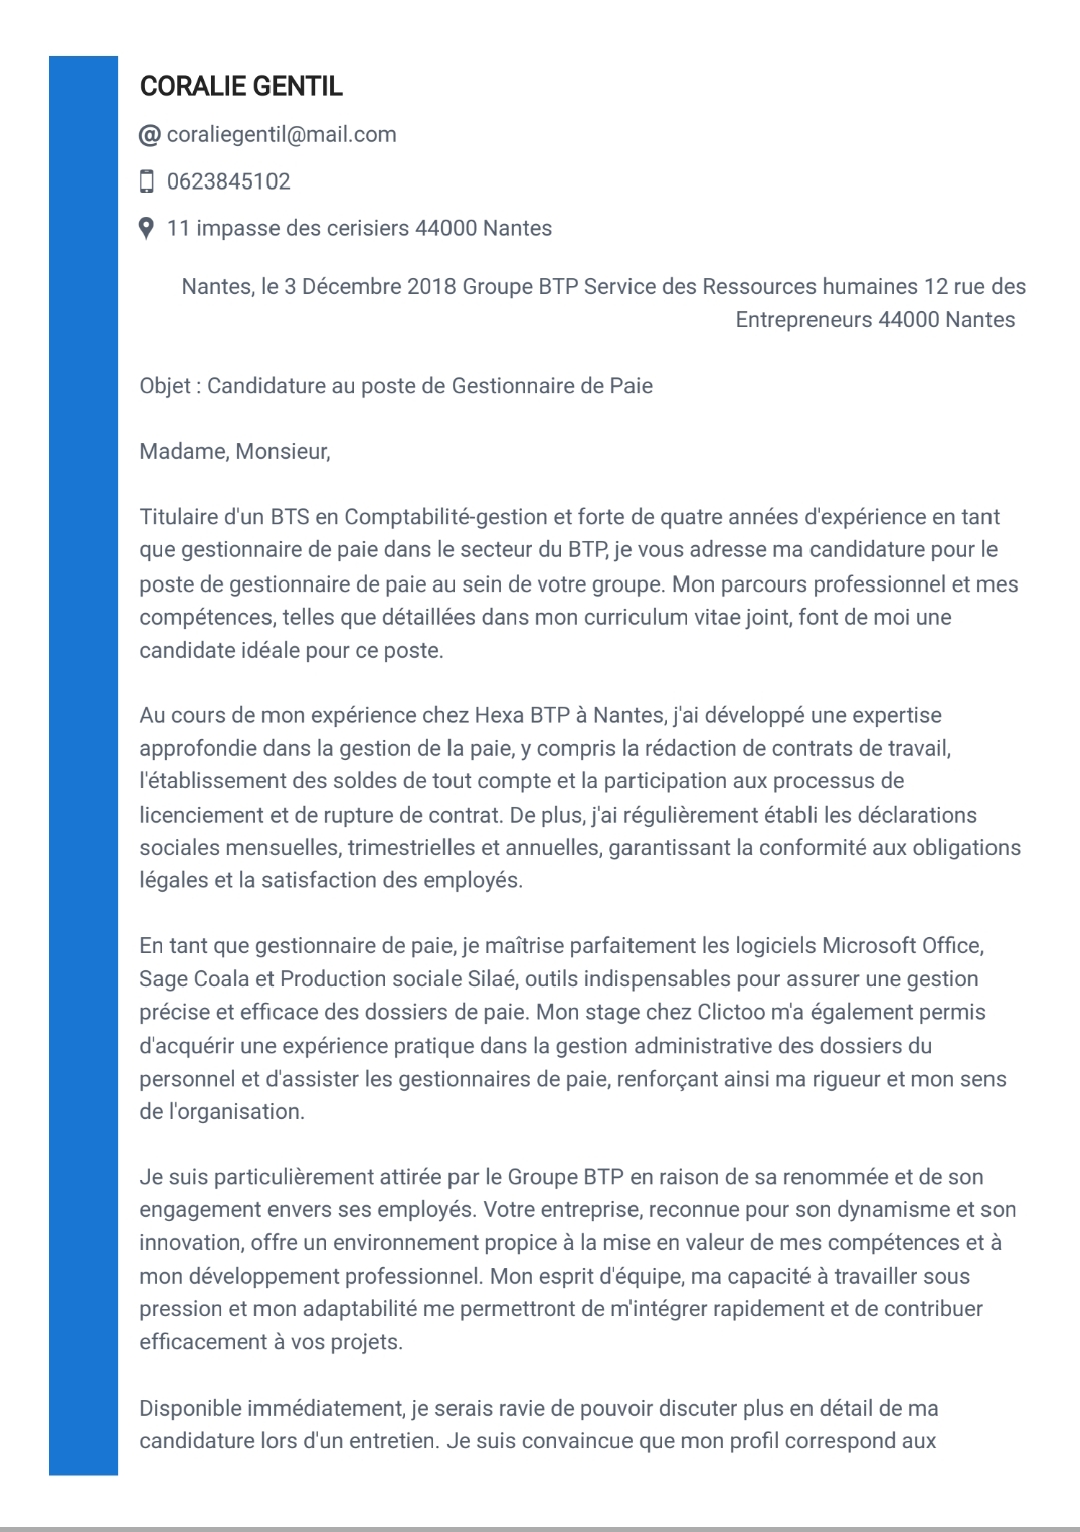 CORALIE GENTIL
@ coraliegentil@mail.com
0623845102
11 impasse des cerisiers 44000 Nantes
Nantes, le 3 Décembre 2018 Groupe BTP Service des Ressources humaines 12 rue des
Entrepreneurs 44000 Nantes
Objet : Candidature au poste de Gestionnaire de Paie
Madame, Monsieur,
Titulaire d'un BTS en Comptabilité-gestion et forte de quatre années d'expérience en tant
que gestionnaire de paie dans le secteur du BTP, je vous adresse ma candidature pour le
poste de gestionnaire de paie au sein de votre groupe. Mon parcours professionnel et mes
compétences, telles que détaillées dans mon curriculum vitae joint, font de moi une
candidate idéale pour ce poste.
Au cours de mon expérience chez Hexa BTP à Nantes, j'ai développé une expertise
approfondie dans la gestion de la paie, y compris la rédaction de contrats de travail,
l'établissement des soldes de tout compte et la participation aux processus de
licenciement et de rupture de contrat. De plus, j'ai régulièrement établi les déclarations
sociales mensuelles, trimestrielles et annuelles, garantissant la conformité aux obligations
légales et la satisfaction des employés.
En tant que gestionnaire de paie, je maîtrise parfaitement les logiciels Microsoft Office,
Sage Coala et Production sociale Silaé, outils indispensables pour assurer une gestion
précise et efficace des dossiers de paie. Mon stage chez Clictoo m'a également permis
d'acquérir une expérience pratique dans la gestion administrative des dossiers du
personnel et d'assister les gestionnaires de paie, renforçant ainsi ma rigueur et mon sens
de l'organisation.
Je suis particulièrement attirée par le Groupe BTP en raison de sa renommée et de son
engagement envers ses employés. Votre entreprise, reconnue pour son dynamisme et son
innovation, offre un environnement propice à la mise en valeur de mes compétences et à
mon développement professionnel. Mon esprit d'équipe, ma capacité à travailler sous
pression et mon adaptabilité me permettront de m'intégrer rapidement et de contribuer
efficacement à vos projets.
Disponible immédiatement, je serais ravie de pouvoir discuter plus en détail de ma
candidature lors d'un entretien. Je suis convaincue que mon profil correspond aux